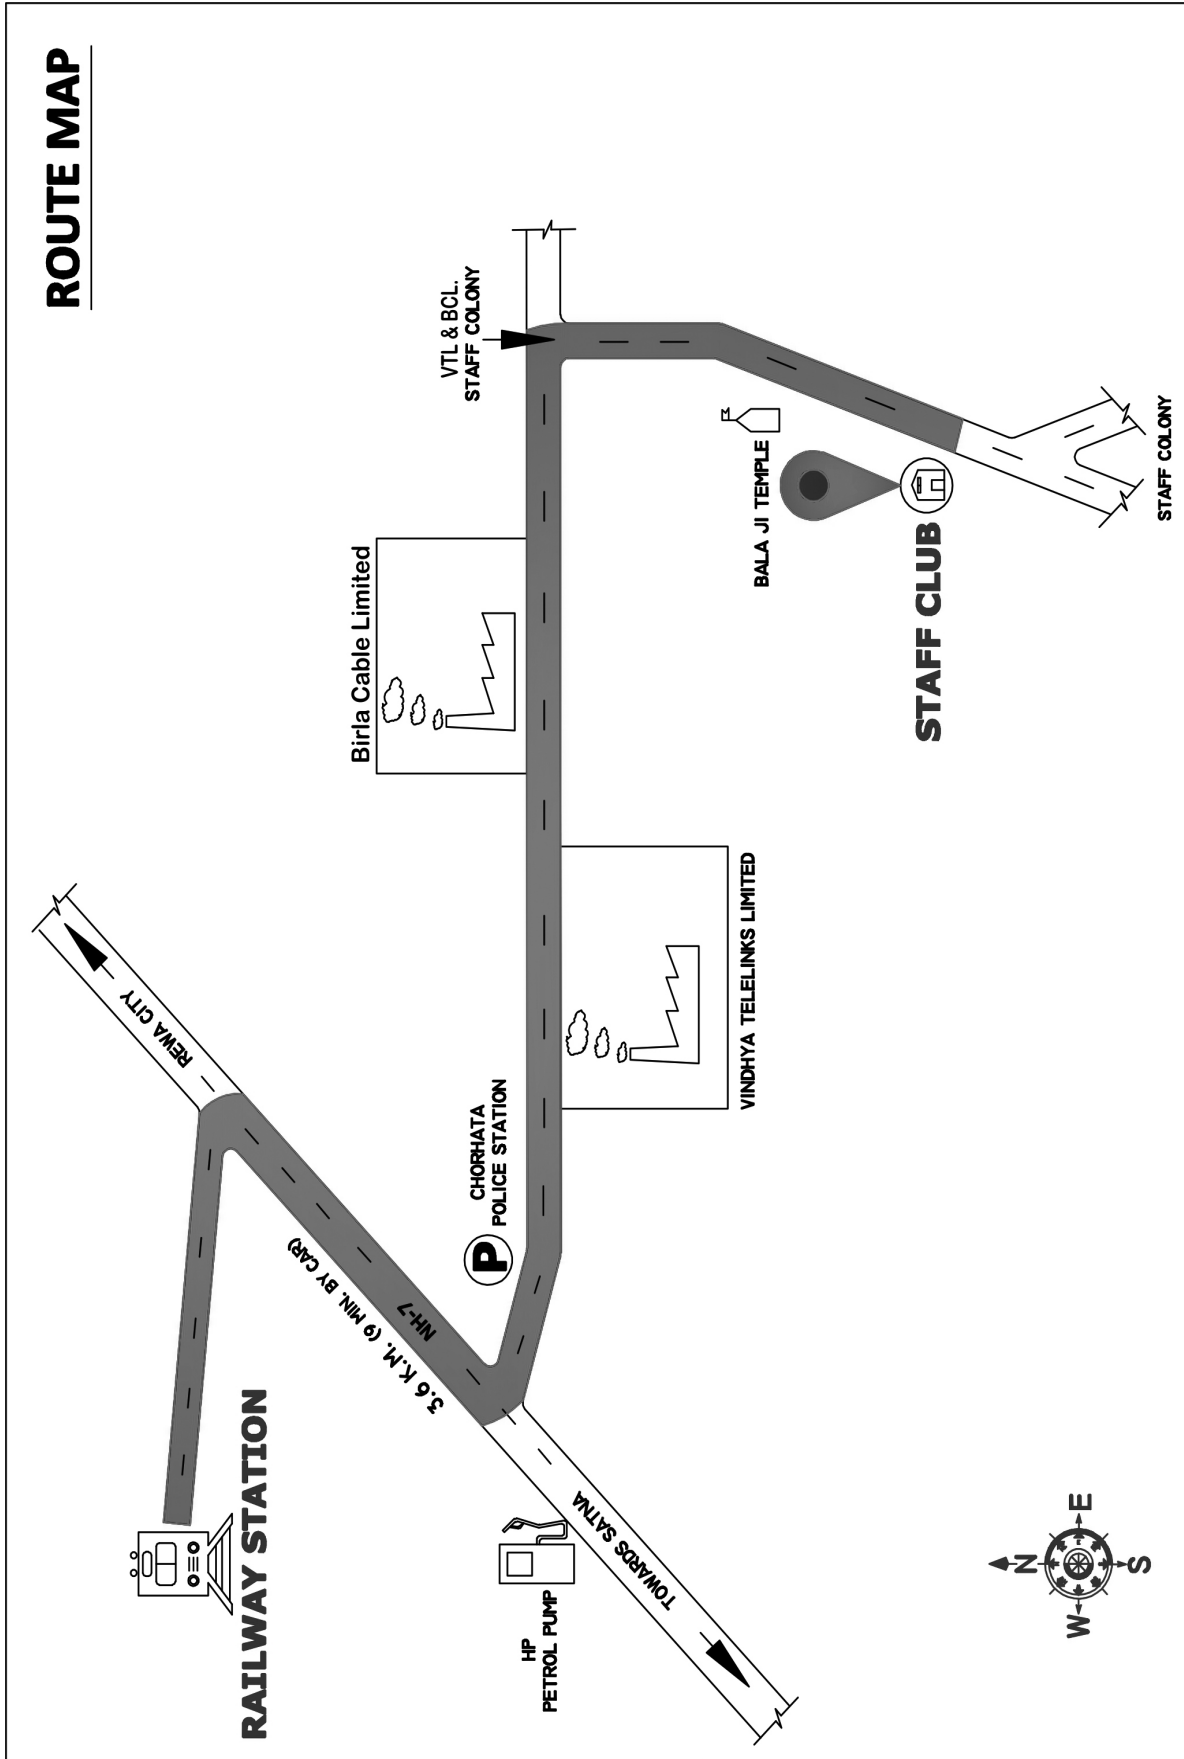 ROUTE MAP
RAILWAY STATION
REWA CITY
3.6 K.M. (9 MIN. BY CAR)
NH-7
HP
PETROL PUMP
TOWARDS SATNA
P
CHORHATA
POLICE STATION
Birla Cable Limited
VINDHYA TELELINKS LIMITED
VTL & BCL.
STAFF COLONY
BALA JI TEMPLE
STAFF CLUB
STAFF COLONY
N
W
E
S